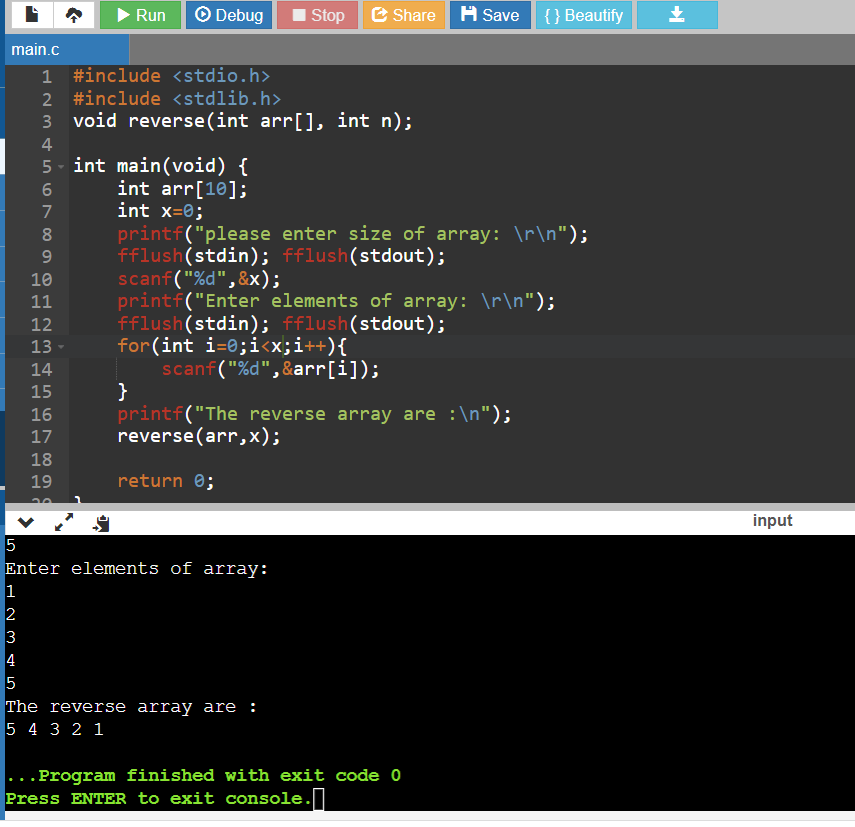 Run Debug Stop Share Save { } Beautify
main.c
1 #include <stdio.h>
2 #include <stdlib.h>
3 void reverse(int arr[], int n);
4
5 int main(void) {
6 int arr[10];
7 int x=0;
8 printf("please enter size of array: \r\n");
9 fflush(stdin); fflush(stdout);
10 scanf("%d",&x);
11 printf("Enter elements of array: \r\n");
12 fflush(stdin); fflush(stdout);
13 for(int i=0;i<x;i++){
14 scanf("%d",&arr[i]);
15 }
16 printf("The reverse array are :\n");
17 reverse(arr,x);
18
19 return 0;
20 }
input
5
Enter elements of array:
1
2
3
4
5
The reverse array are :
5 4 3 2 1
...Program finished with exit code 0
Press ENTER to exit console.